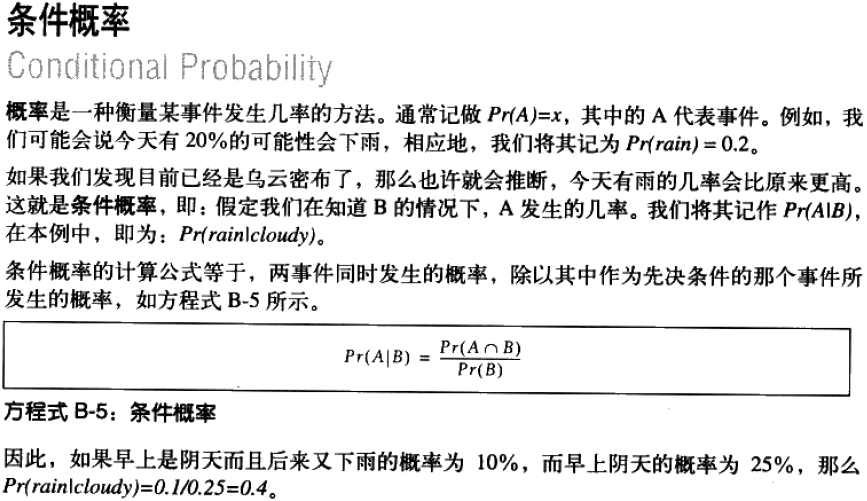 条件概率
Conditional Probability
概率是一种衡量某事件发生几率的方法。通常记做 Pr(A)=x，其中的 A 代表事件。例如，我
们可能会说今天有 20%的可能性会下雨，相应地，我们将其记为 Pr(rain) = 0.2。
如果我们发现目前已经是乌云密布了，那么也许就会推断，今天有雨的几率会比原来更高。
这就是条件概率，即：假定我们在知道 B 的情况下，A 发生的几率。我们将其记作 Pr(A|B)，
在本例中，即为：Pr(rain|cloudy)。
条件概率的计算公式等于，两事件同时发生的概率，除以其中作为先决条件的那个事件所
发生的概率，如方程式 B-5 所示。
Pr(A|B) = Pr(A ∩ B) / Pr(B)
方程式 B-5：条件概率
因此，如果早上是阴天而且后来又下雨的概率为 10%，而早上阴天的概率为 25%，那么
Pr(rain|cloudy)=0.1/0.25=0.4。